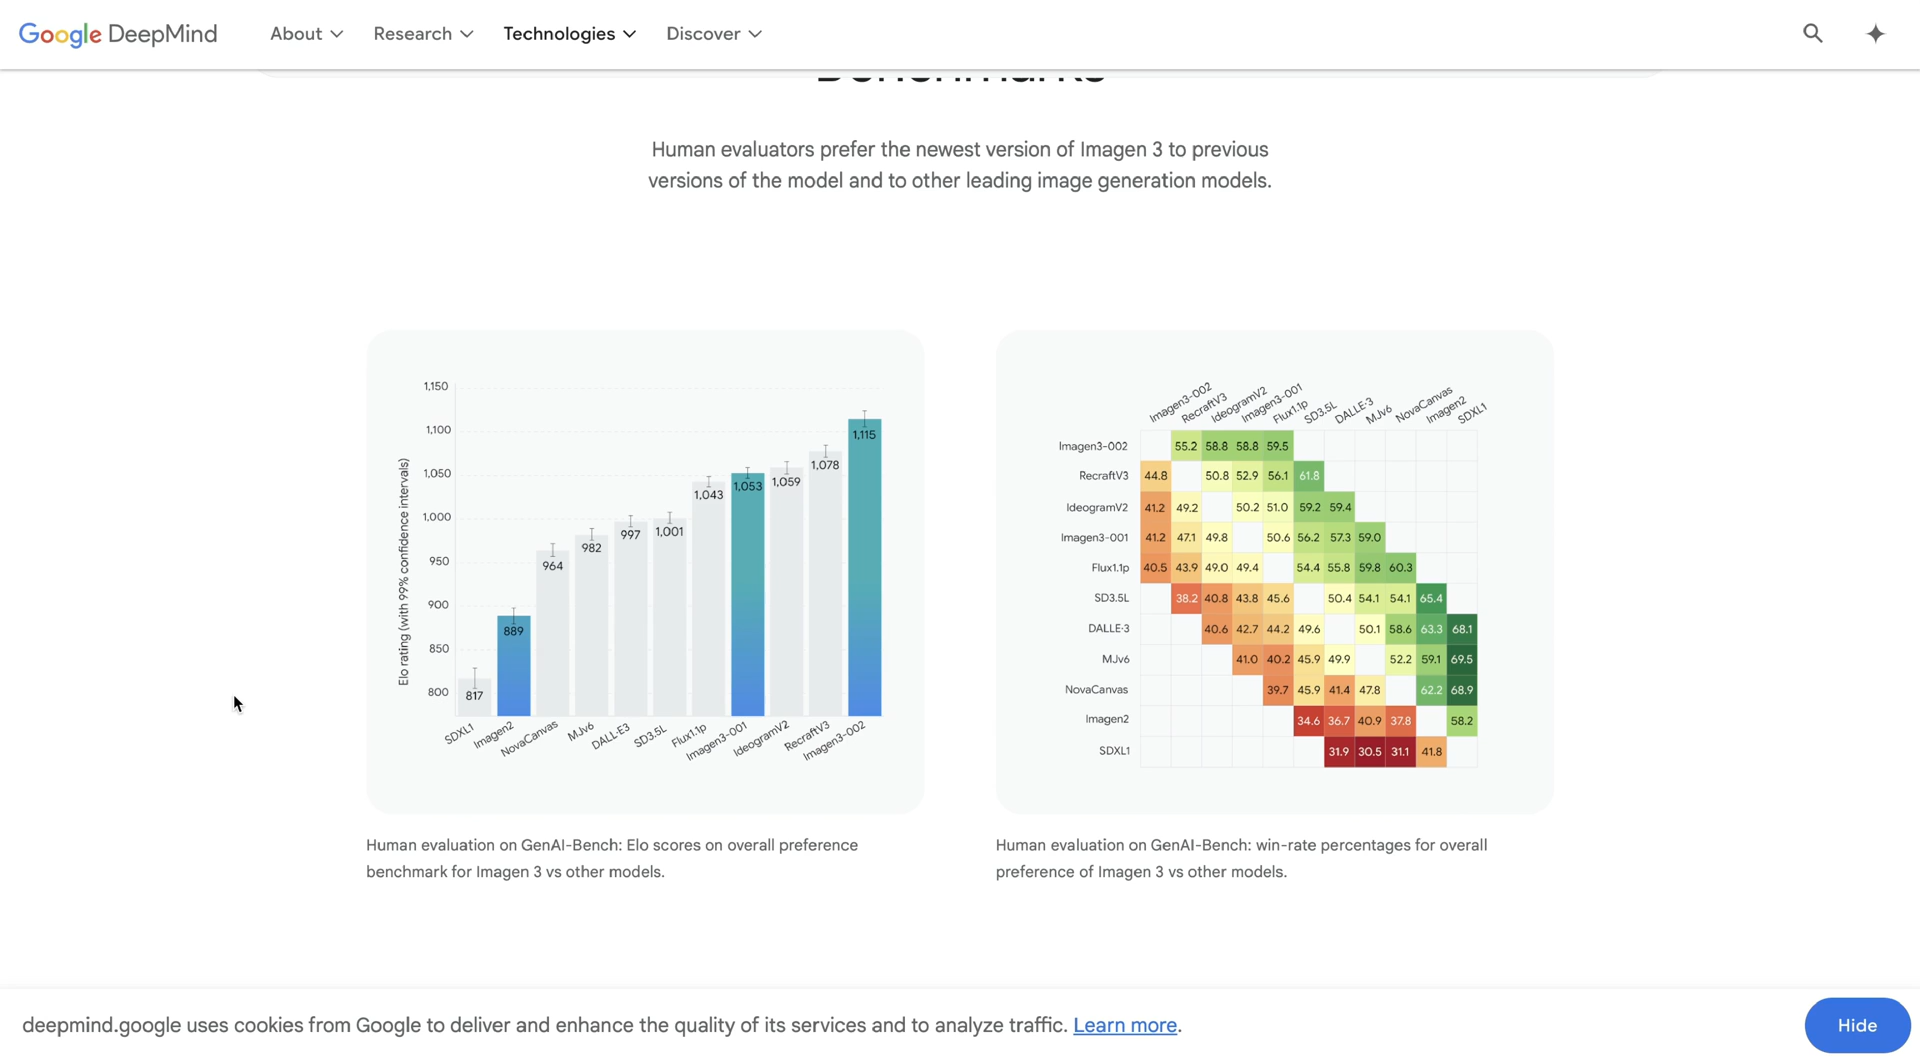 Google DeepMind
About
Research
Technologies
Discover
Benchmarks
Human evaluators prefer the newest version of Imagen 3 to previous
versions of the model and to other leading image generation models.
Elo rating (with 99% confidence intervals)
1,150
1,100
1,050
1,000
950
900
850
800
817
889
964
982
997
1,001
1,043
1,053
1,059
1,078
1,115
SDXL1
Imagen2
NovaCanvas
MJv6
DALL-E3
SD3.5L
Flux1.1p
Imagen3-001
IdeogramV2
RecraftV3
Imagen3-002
Human evaluation on GenAI-Bench: Elo scores on overall preference
benchmark for Imagen 3 vs other models.
Imagen3-002 RecraftV3 IdeogramV2 Imagen3-001 Flux1.1p SD3.5L DALLE-3 MJv6 NovaCanvas Imagen2 SDXL1
Imagen3-002 55.2 58.8 58.8 59.5
RecraftV3 44.8 50.8 52.9 56.1 61.8
IdeogramV2 41.2 49.2 50.2 51.0 59.2 59.4
Imagen3-001 41.2 47.1 49.8 50.6 56.2 57.3 59.0
Flux1.1p 40.5 43.9 49.0 49.4 54.4 55.8 59.8 60.3
SD3.5L 38.2 40.8 43.8 45.6 50.4 54.1 54.1 65.4
DALLE-3 40.6 42.7 44.2 49.6 50.1 58.6 63.3 68.1
MJv6 41.0 40.2 45.9 49.9 52.2 59.1 69.5
NovaCanvas 39.7 45.9 41.4 47.8 62.2 68.9
Imagen2 34.6 36.7 40.9 37.8 58.2
SDXL1 31.9 30.5 31.1 41.8
Human evaluation on GenAI-Bench: win-rate percentages for overall
preference of Imagen 3 vs other models.
deepmind.google uses cookies from Google to deliver and enhance the quality of its services and to analyze traffic. Learn more.
Hide